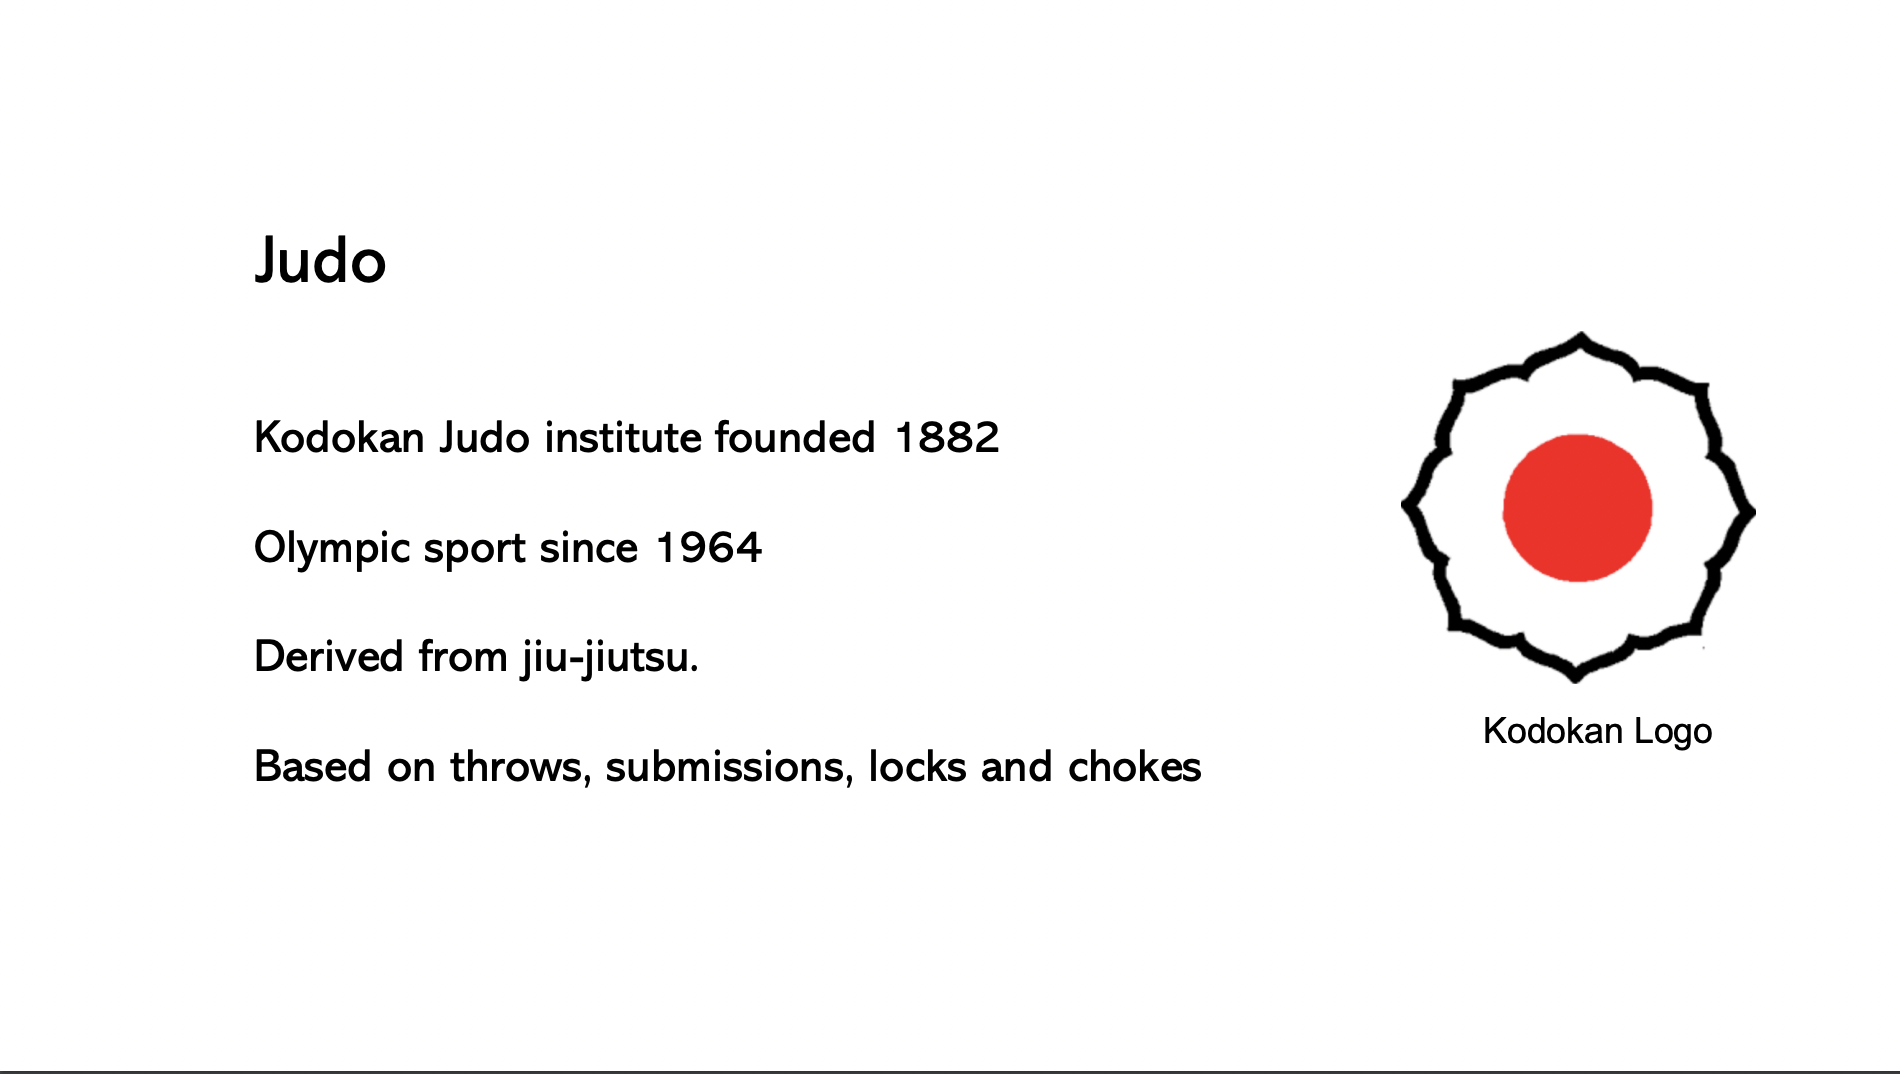 Judo
Kodokan Judo institute founded 1882
Olympic sport since 1964
Derived from jiu-jiutsu.
Based on throws, submissions, locks and chokes
Kodokan Logo